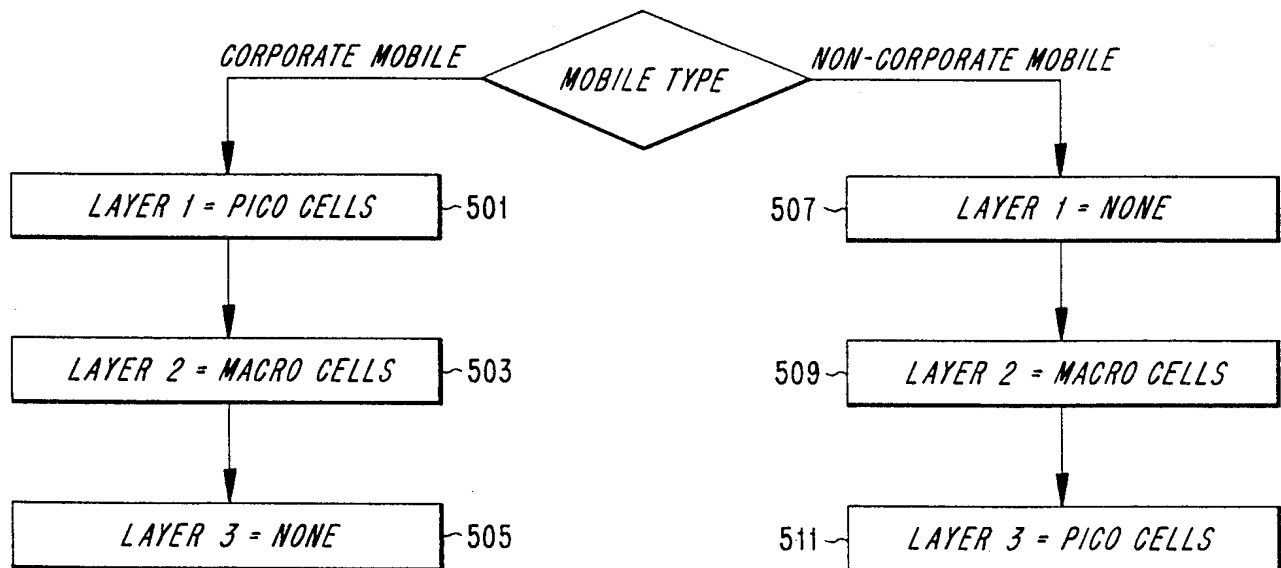 CORPORATE MOBILE
MOBILE TYPE
NON-CORPORATE MOBILE
LAYER 1 = PICO CELLS
501
507
LAYER 1 = NONE
LAYER 2 = MACRO CELLS
503
509
LAYER 2 = MACRO CELLS
LAYER 3 = NONE
505
511
LAYER 3 = PICO CELLS